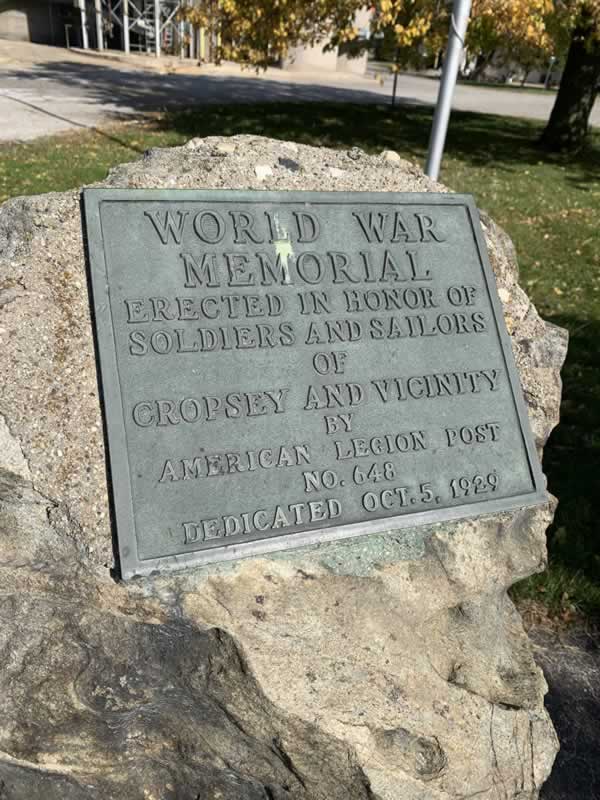 WORLD WAR
MEMORIAL
ERECTED IN HONOR OF
SOLDIERS AND SAILORS
OF
CROPSEY AND VICINITY
BY
AMERICAN LEGION POST
NO. 648
DEDICATED OCT. 5, 1929